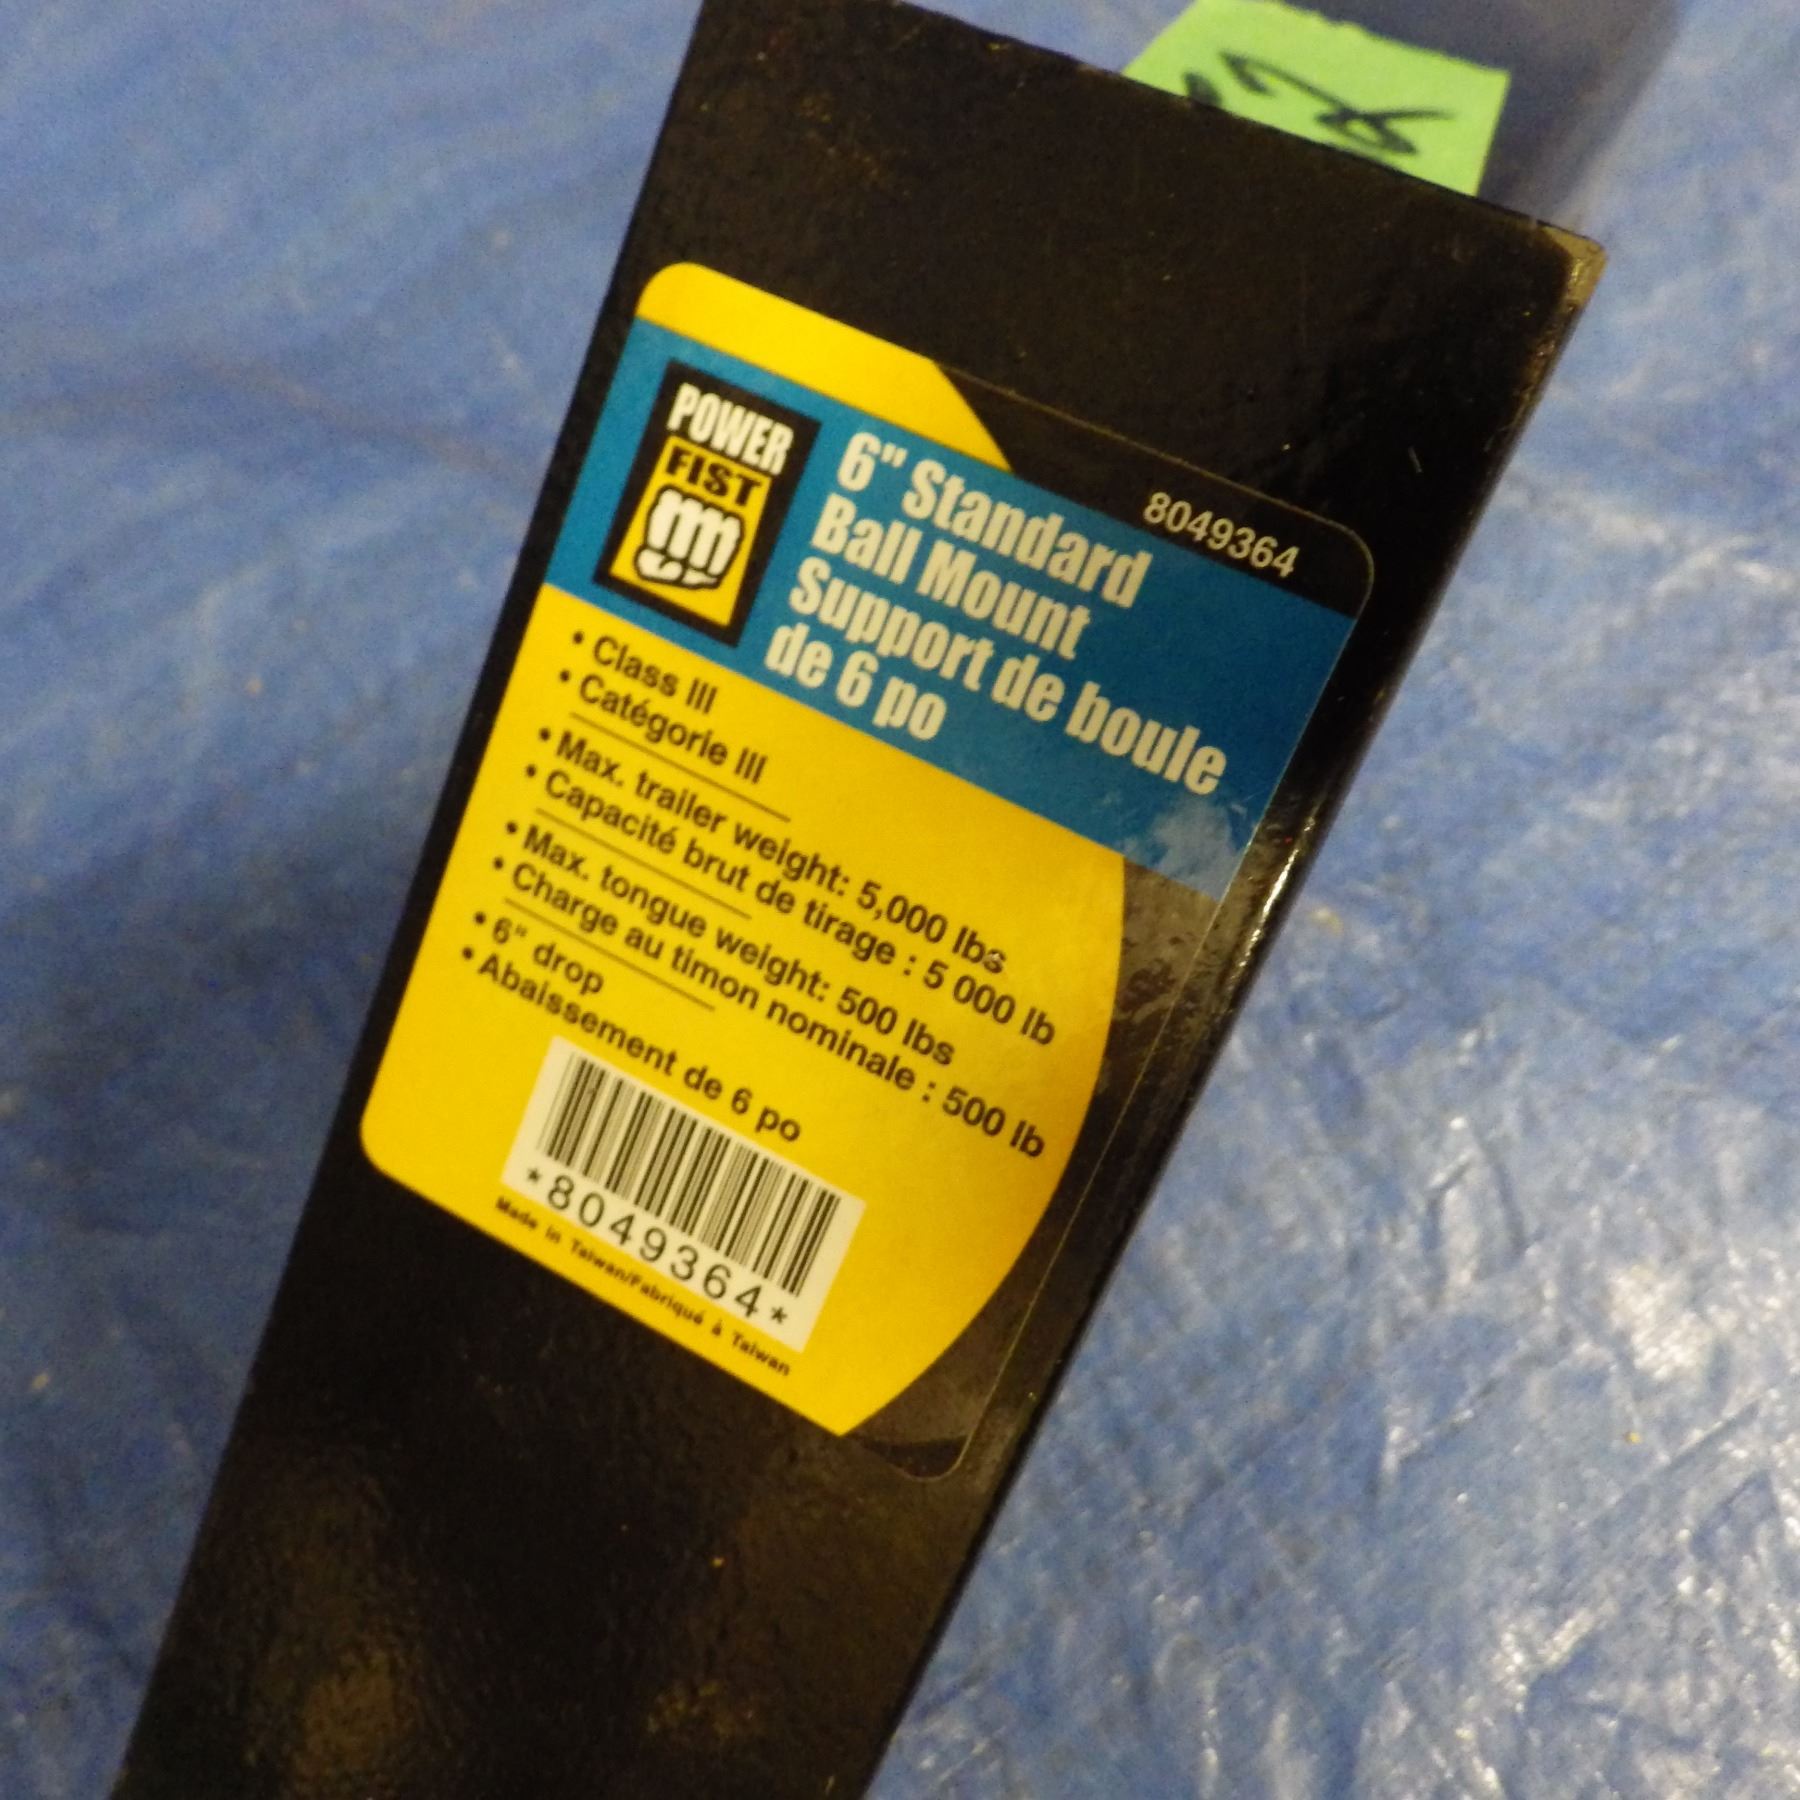 POWER
FIST
8049364
6" Standard
Ball Mount
Support de boule
de 6 po
• Class III
• Catégorie III
• Max. trailer weight: 5,000 lbs
• Capacité brut de tirage : 5 000 lb
• Max. tongue weight: 500 lbs
• Charge au timon nominale : 500 lb
• 6" drop
• Abaissement de 6 po
*8049364*
Made in Taiwan/Fabriqué à Taiwan